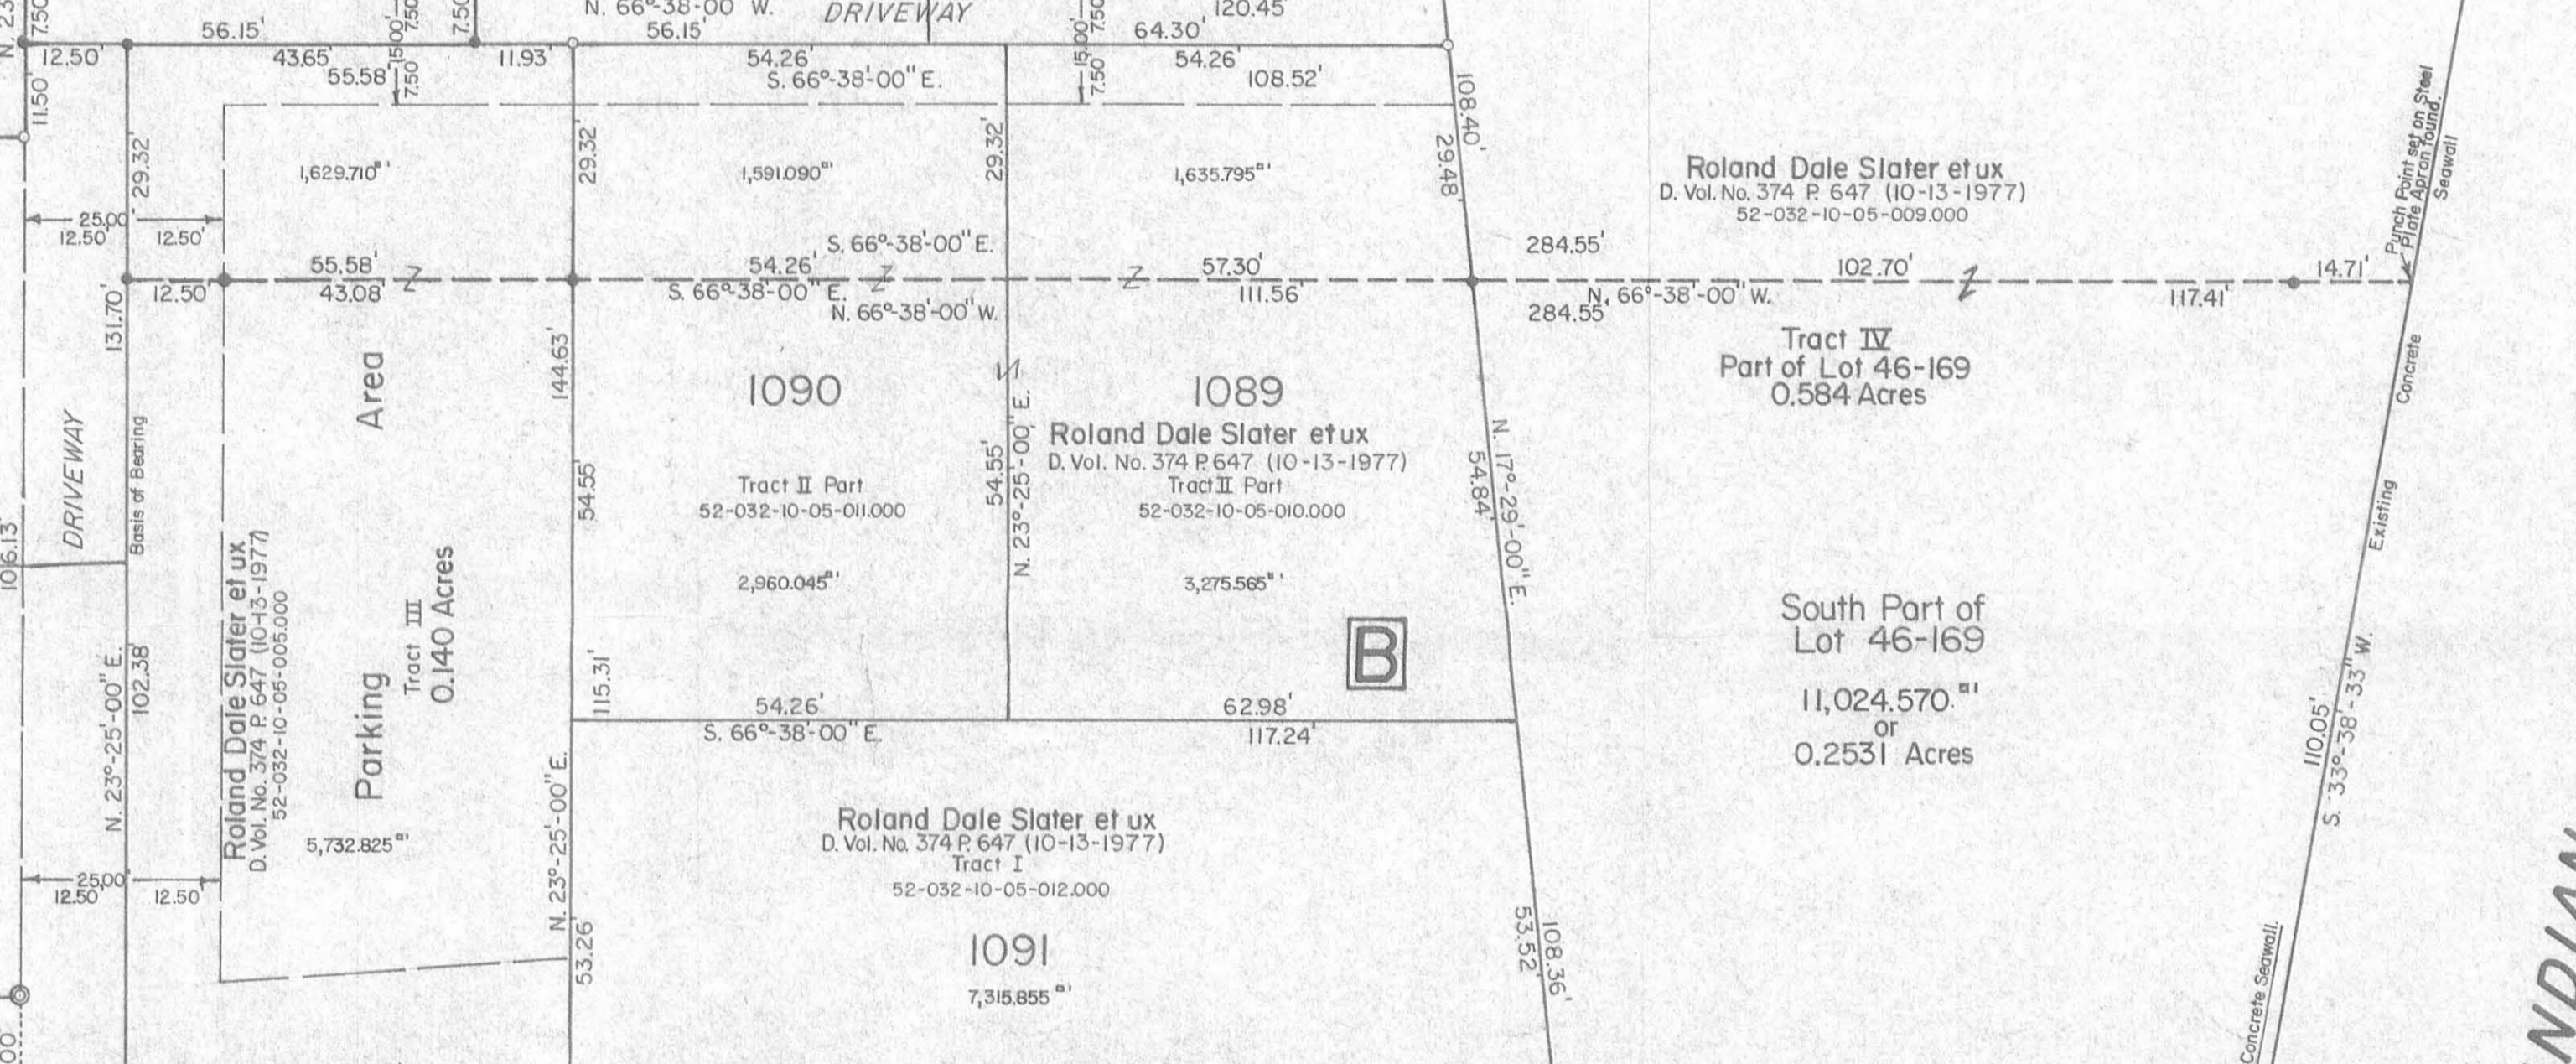 N. 66°-38'-00" W.
DRIVEWAY
120.45'
7.50'
7.50'
7.50'
7.50'
56.15'
15.00'
56.15'
15.00'
64.30'
12.50'
43.65'
11.93'
54.26'
54.26'
55.58'
7.50'
S. 66°-38'-00" E.
7.50'
108.52'
11.50'
29.32'
29.32'
29.32'
108.40'
29.48'
1,629.710
1,591.090
1,635.795
Roland Dale Slater et ux
D. Vol. No. 374 P. 647 (10-13-1977)
52-032-10-05-009.000
Punch Point set on Steel
Plate Apron found.
Seawall
25.00'
12.50'
12.50'
S. 66°-38'-00" E.
284.55'
55.58'
54.26'
57.30'
102.70'
14.71'
Z
Z
Z
Z
12.50'
43.08'
S. 66°-38'-00" E.
111.56'
N. 66°-38'-00" W.
117.41'
N. 66°-38'-00" W.
284.55'
131.70'
144.63'
Tract IV
Part of Lot 46-169
0.584 Acres
Concrete
Existing
1090
1089
Z
Roland Dale Slater et ux
D. Vol. No. 374 P. 647 (10-13-1977)
Tract II Part
Tract II Part
52-032-10-05-011.000
52-032-10-05-010.000
2,960.045
3,275.565
DRIVEWAY
Basis of Bearing
Area
Parking
Tract III
0.140 Acres
54.55'
54.55'
N. 23°-25'-00" E.
54.84'
N. 17°-29'-00" E.
106.13'
N. 23°-25'-00" E.
102.38'
Roland Dale Slater et ux
D. Vol. No. 374 P. 647 (10-13-1977)
52-032-10-05-005.000
5,732.825
115.31'
B
South Part of
Lot 46-169
11,024.570
or
0.2531 Acres
54.26'
62.98'
S. 66°-38'-00" E.
117.24'
110.05'
S. 33°-38'-33" W.
25.00'
12.50'
12.50'
N. 23°-25'-00" E.
53.26'
Roland Dale Slater et ux
D. Vol. No. 374 P. 647 (10-13-1977)
Tract I
52-032-10-05-012.000
1091
7,315.855
53.52'
108.36'
Concrete Seawall.